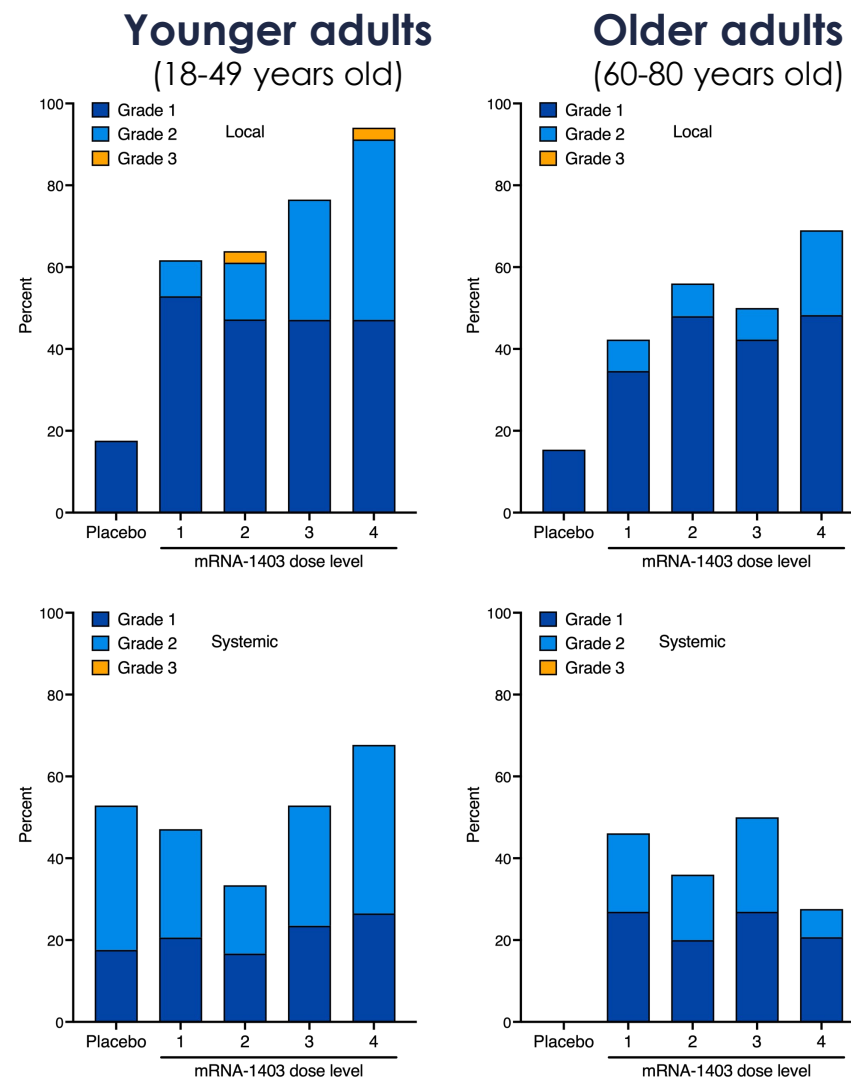 Younger adults
(18-49 years old)
Older adults
(60-80 years old)
Grade 1
Grade 2
Grade 3
Local
100
80
60
40
20
0
Percent
Placebo 1 2 3 4
mRNA-1403 dose level
Grade 1
Grade 2
Grade 3
Local
100
80
60
40
20
0
Percent
Placebo 1 2 3 4
mRNA-1403 dose level
Grade 1
Grade 2
Grade 3
Systemic
100
80
60
40
20
0
Percent
Placebo 1 2 3 4
mRNA-1403 dose level
Grade 1
Grade 2
Grade 3
Systemic
100
80
60
40
20
0
Percent
Placebo 1 2 3 4
mRNA-1403 dose level